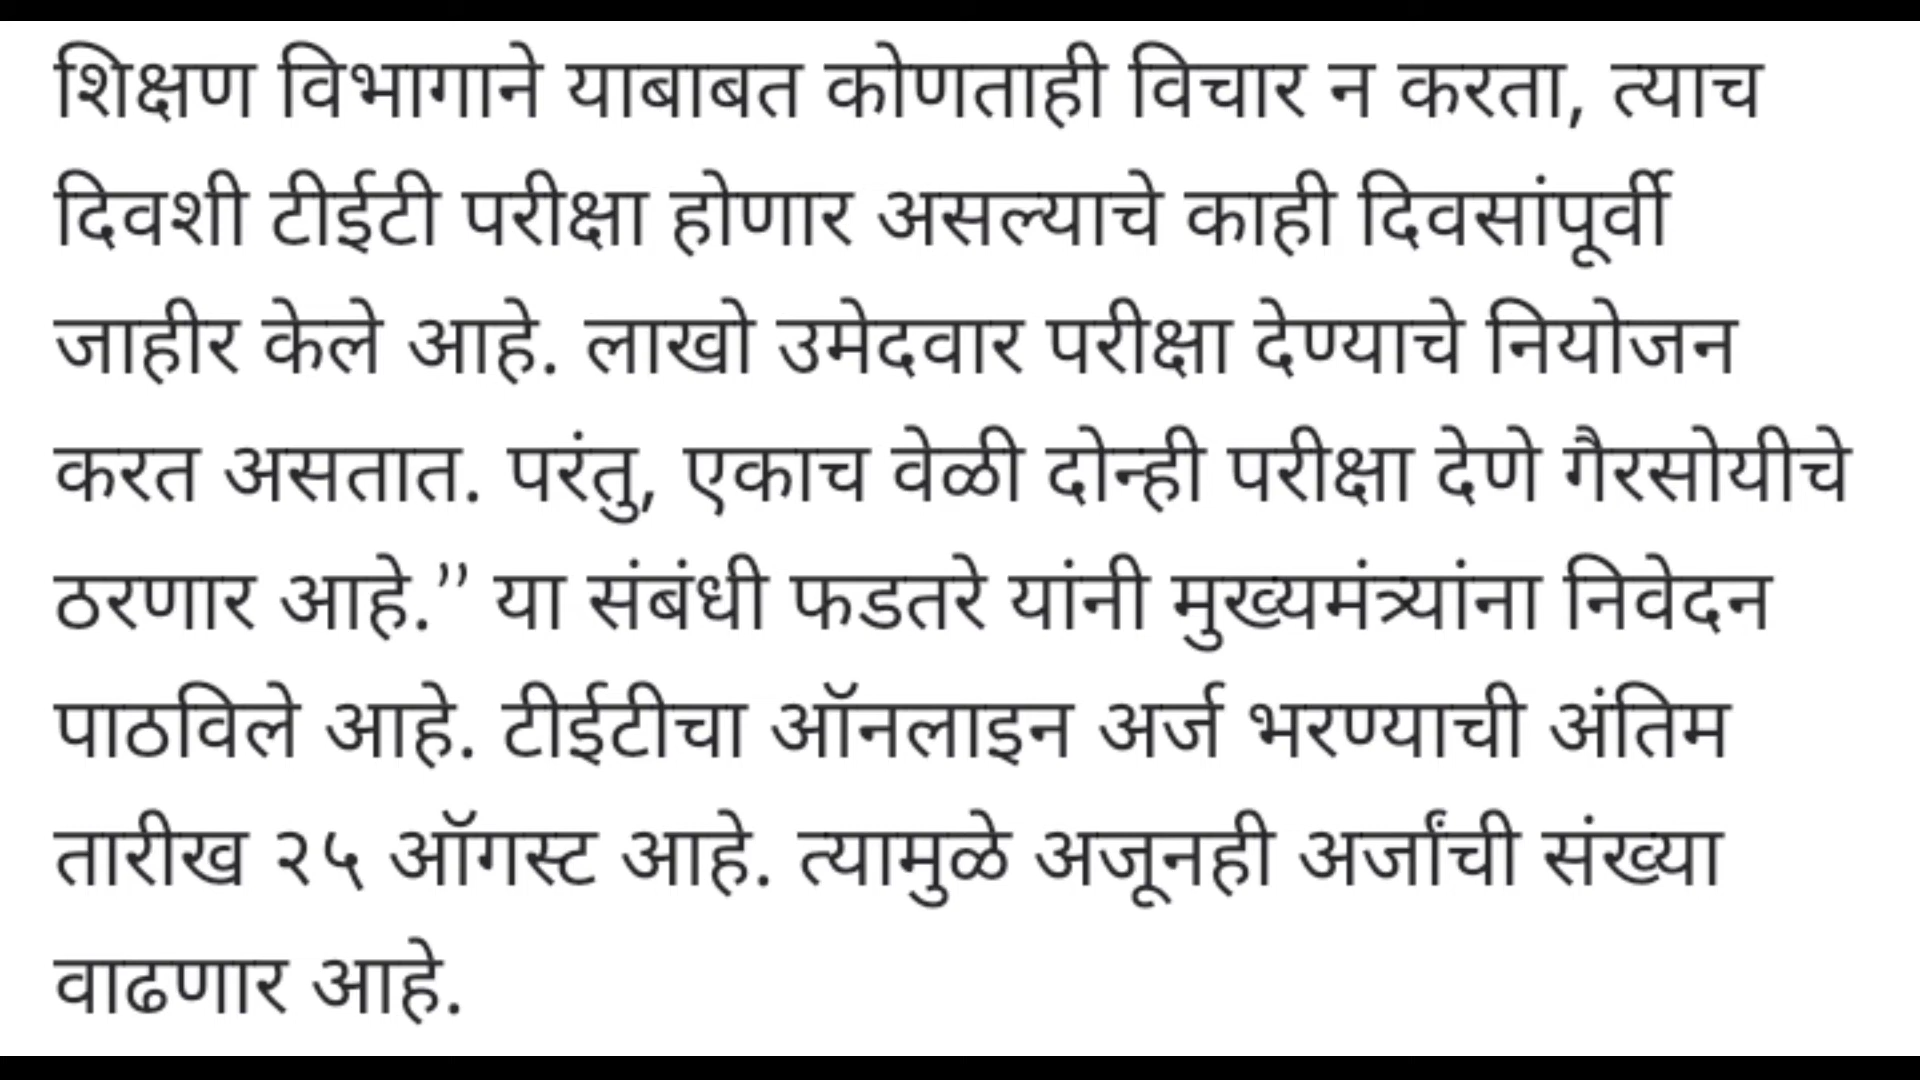 शिक्षण विभागाने याबाबत कोणताही विचार न करता, त्याच
दिवशी टीईटी परीक्षा होणार असल्याचे काही दिवसांपूर्वी
जाहीर केले आहे. लाखो उमेदवार परीक्षा देण्याचे नियोजन
करत असतात. परंतु, एकाच वेळी दोन्ही परीक्षा देणे गैरसोयीचे
ठरणार आहे.’’ या संबंधी फडतरे यांनी मुख्यमंत्र्यांना निवेदन
पाठविले आहे. टीईटीचा ऑनलाइन अर्ज भरण्याची अंतिम
तारीख २५ ऑगस्ट आहे. त्यामुळे अजूनही अर्जांची संख्या
वाढणार आहे.